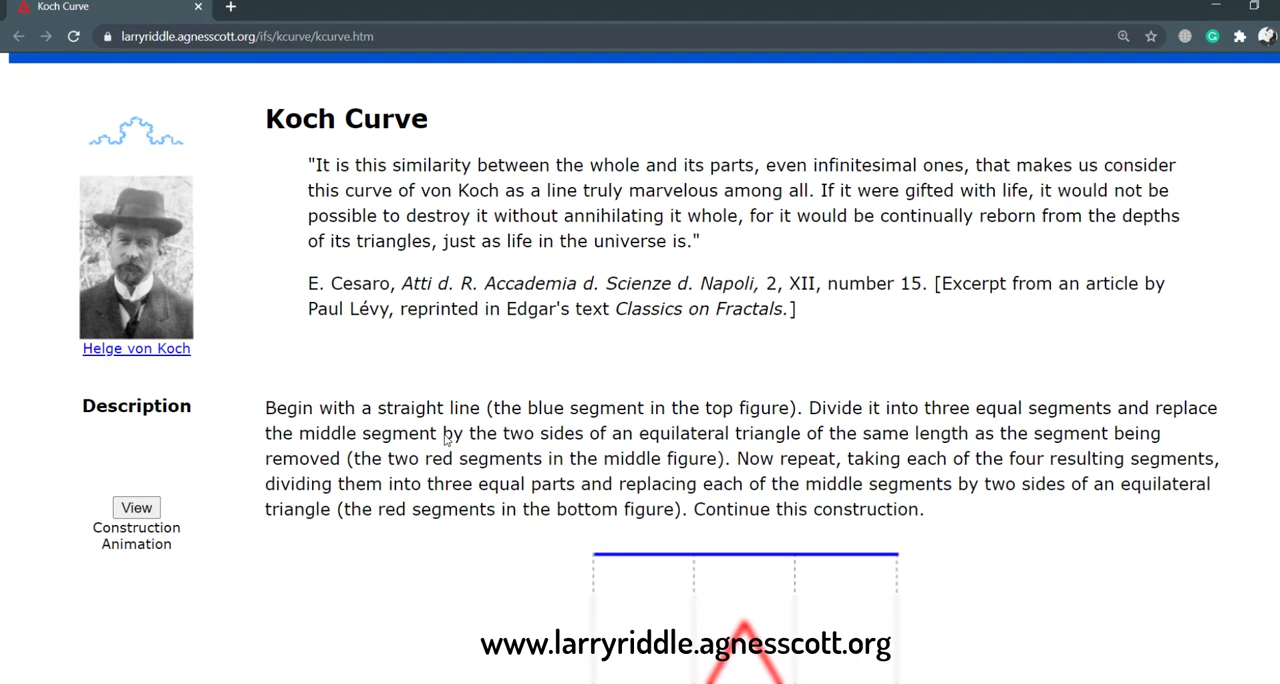 Koch Curve
larryriddle.agnesscott.org/ifs/kcurve/kcurve.htm
Koch Curve
"It is this similarity between the whole and its parts, even infinitesimal ones, that makes us consider
this curve of von Koch as a line truly marvelous among all. If it were gifted with life, it would not be
possible to destroy it without annihilating it whole, for it would be continually reborn from the depths
of its triangles, just as life in the universe is."
E. Cesaro, Atti d. R. Accademia d. Scienze d. Napoli, 2, XII, number 15. [Excerpt from an article by
Paul Lévy, reprinted in Edgar's text Classics on Fractals.]
Helge von Koch
Description
Begin with a straight line (the blue segment in the top figure). Divide it into three equal segments and replace
the middle segment by the two sides of an equilateral triangle of the same length as the segment being
removed (the two red segments in the middle figure). Now repeat, taking each of the four resulting segments,
dividing them into three equal parts and replacing each of the middle segments by two sides of an equilateral
triangle (the red segments in the bottom figure). Continue this construction.
View
Construction
Animation
www.larryriddle.agnesscott.org